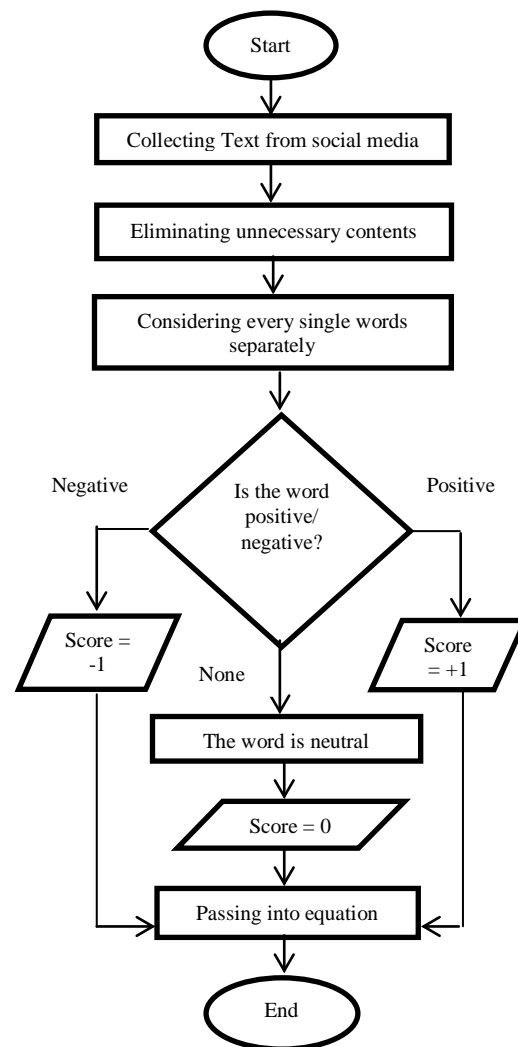 Start
Collecting Text from social media
Eliminating unnecessary contents
Considering every single words
separately
Negative
Is the word
positive/
negative?
Positive
Score =
-1
None
Score
= +1
The word is neutral
Score = 0
Passing into equation
End